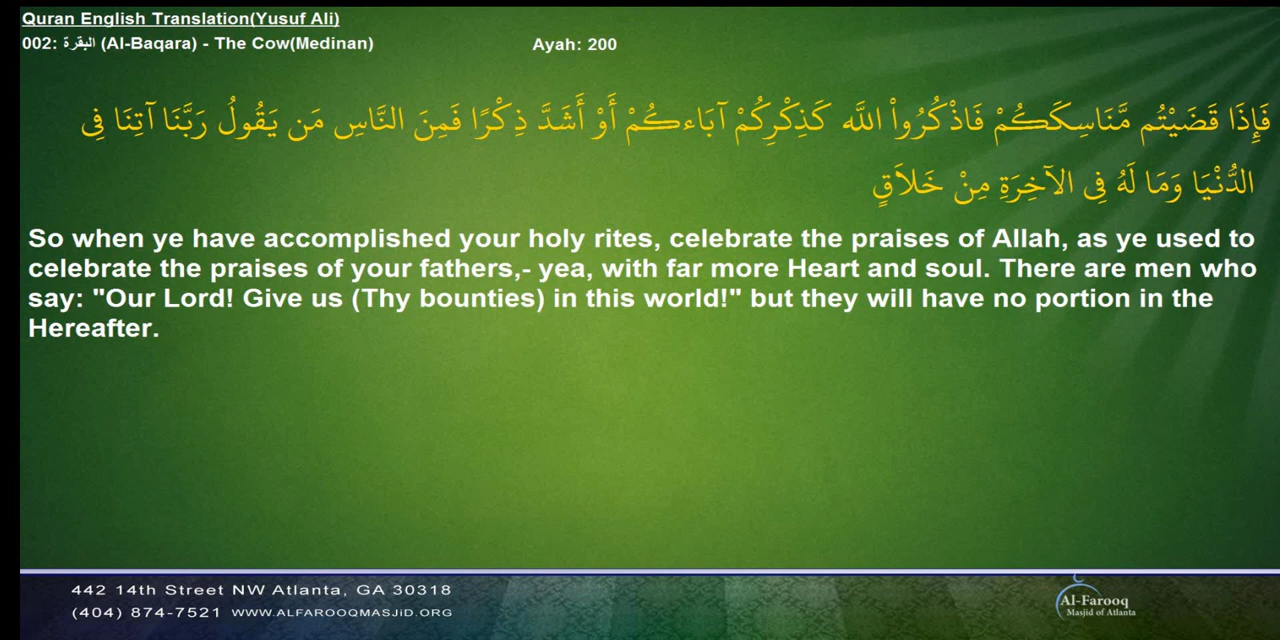 Quran English Translation(Yusuf Ali)
002: البقرة (Al-Baqara) - The Cow(Medinan) Ayah: 200
فَإِذَا قَضَيْتُم مَّنَاسِكَكُمْ فَاذْكُرُواْ اللَّه كَذِكْرِكُمْ آبَاءكُمْ أَوْ أَشَدَّ ذِكْرًا فَمِنَ النَّاسِ مَن يَقُولُ رَبَّنَا آتِنَا فِي
الدُّنْيَا وَمَا لَهُ فِي الآخِرَةِ مِنْ خَلاَقٍ
So when ye have accomplished your holy rites, celebrate the praises of Allah, as ye used to
celebrate the praises of your fathers,- yea, with far more Heart and soul. There are men who
say: "Our Lord! Give us (Thy bounties) in this world!" but they will have no portion in the
Hereafter.
442 14th Street NW Atlanta, GA 30318
(404) 874-7521 WWW.ALFAROOQMASJiD.ORG
Al-Farooq
Masjid of Atlanta